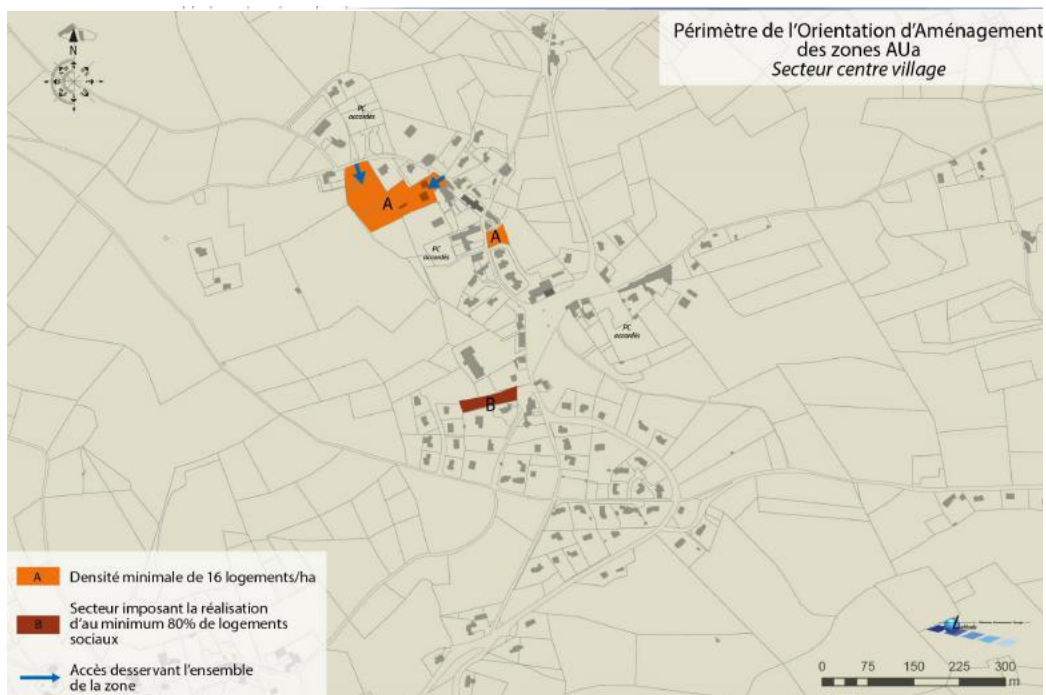 Périmètre de l'Orientation d'Aménagement
des zones AUa
Secteur centre village
N
PC
accordés
A
A
PC
accordés
PC
accordés
B
A Densité minimale de 16 logements/ha
B Secteur imposant la réalisation
d'au minimum 80% de logements
sociaux
Accès desservant l'ensemble
de la zone
0 75 150 225 300
m